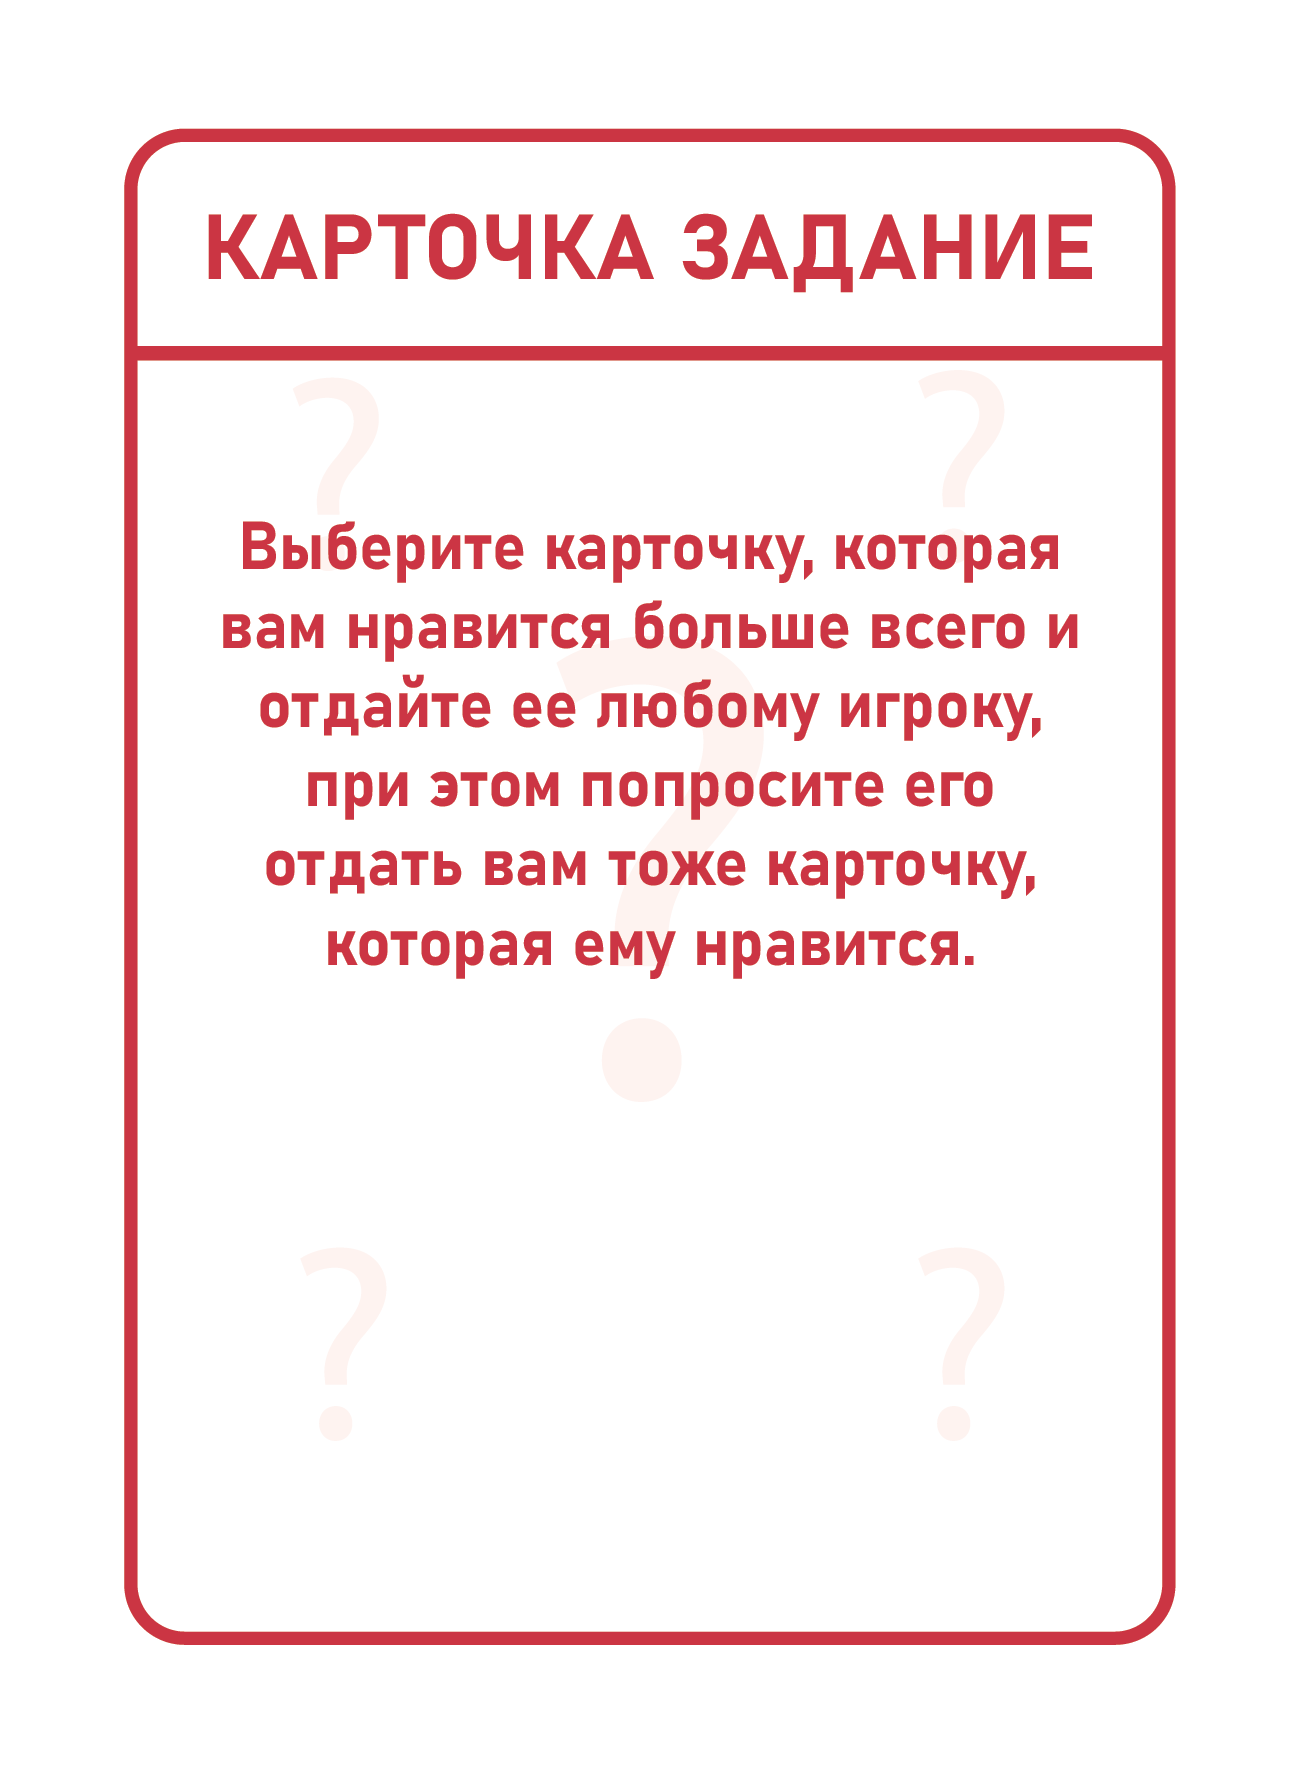 КАРТОЧКА ЗАДАНИЕ
Выберите карточку, которая
вам нравится больше всего и
отдайте ее любому игроку,
при этом попросите его
отдать вам тоже карточку,
которая ему нравится.